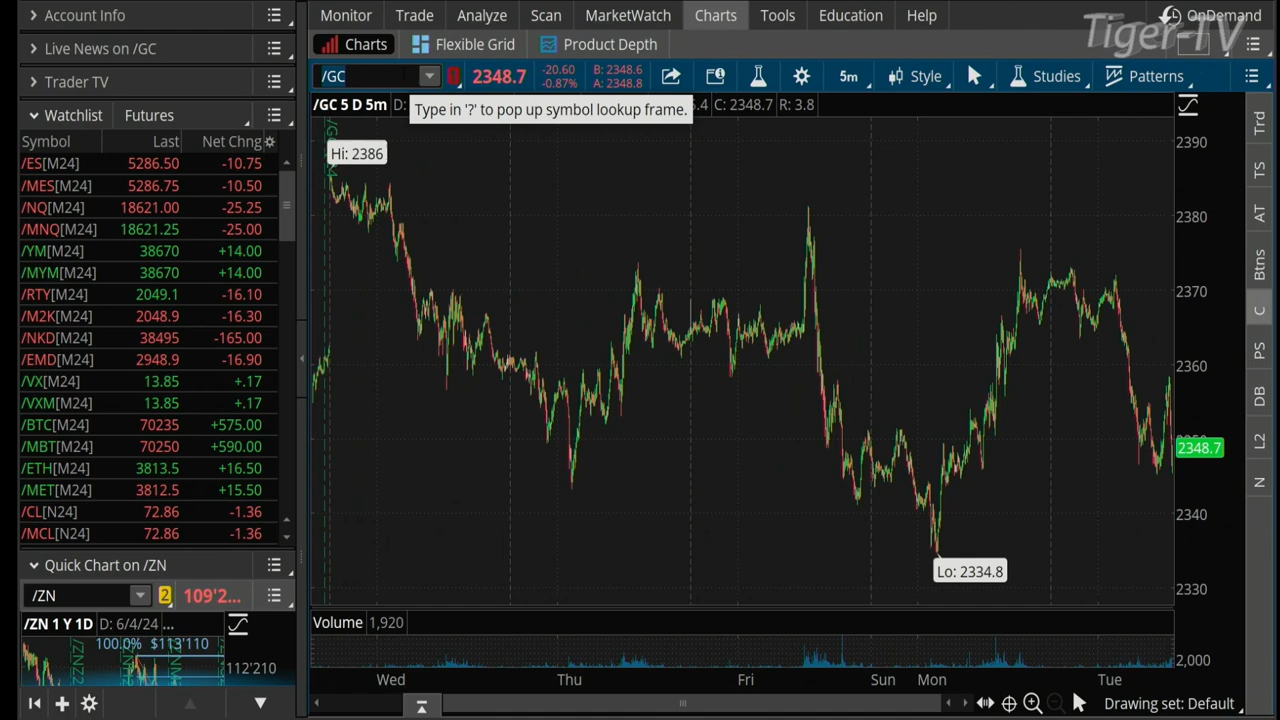 Account Info
Live News on /GC
Trader TV
Watchlist Futures
Symbol Last Net Chng
/ES[M24] 5286.50 -10.75
/MES[M24] 5286.75 -10.50
/NQ[M24] 18621.00 -25.25
/MNQ[M24] 18621.25 -25.00
/YM[M24] 38670 +14.00
/MYM[M24] 38670 +14.00
/RTY[M24] 2049.1 -16.10
/M2K[M24] 2048.9 -16.30
/NKD[M24] 38495 -165.00
/EMD[M24] 2948.9 -16.90
/VX[M24] 13.85 +.17
/VXM[M24] 13.85 +.17
/BTC[M24] 70235 +575.00
/MBT[M24] 70250 +590.00
/ETH[M24] 3813.5 +16.50
/MET[M24] 3812.5 +15.50
/CL[N24] 72.86 -1.36
/MCL[N24] 72.86 -1.36
Quick Chart on /ZN
/ZN 2 109'2...
/ZN 1 Y 1D D: 6/4/24 ...
100.0% $113'110
112'210
Monitor Trade Analyze Scan MarketWatch Charts Tools Education Help OnDemand
Tiger-TV
Charts Flexible Grid Product Depth
/GC 1 2348.7 -20.60 B: 2348.6
-0.87% A: 2348.8
5m Style Studies Patterns
Type in '?' to pop up symbol lookup frame.
/GC 5 D 5m D: .4 C: 2348.7 R: 3.8
Hi: 2386
Lo: 2334.8
2390
2380
2370
2360
2348.7
2340
2330
Volume 1,920
2,000
Wed Thu Fri Sun Mon Tue
Drawing set: Default
Trd
TS
AT
Btns
C
PS
DB
L2
N